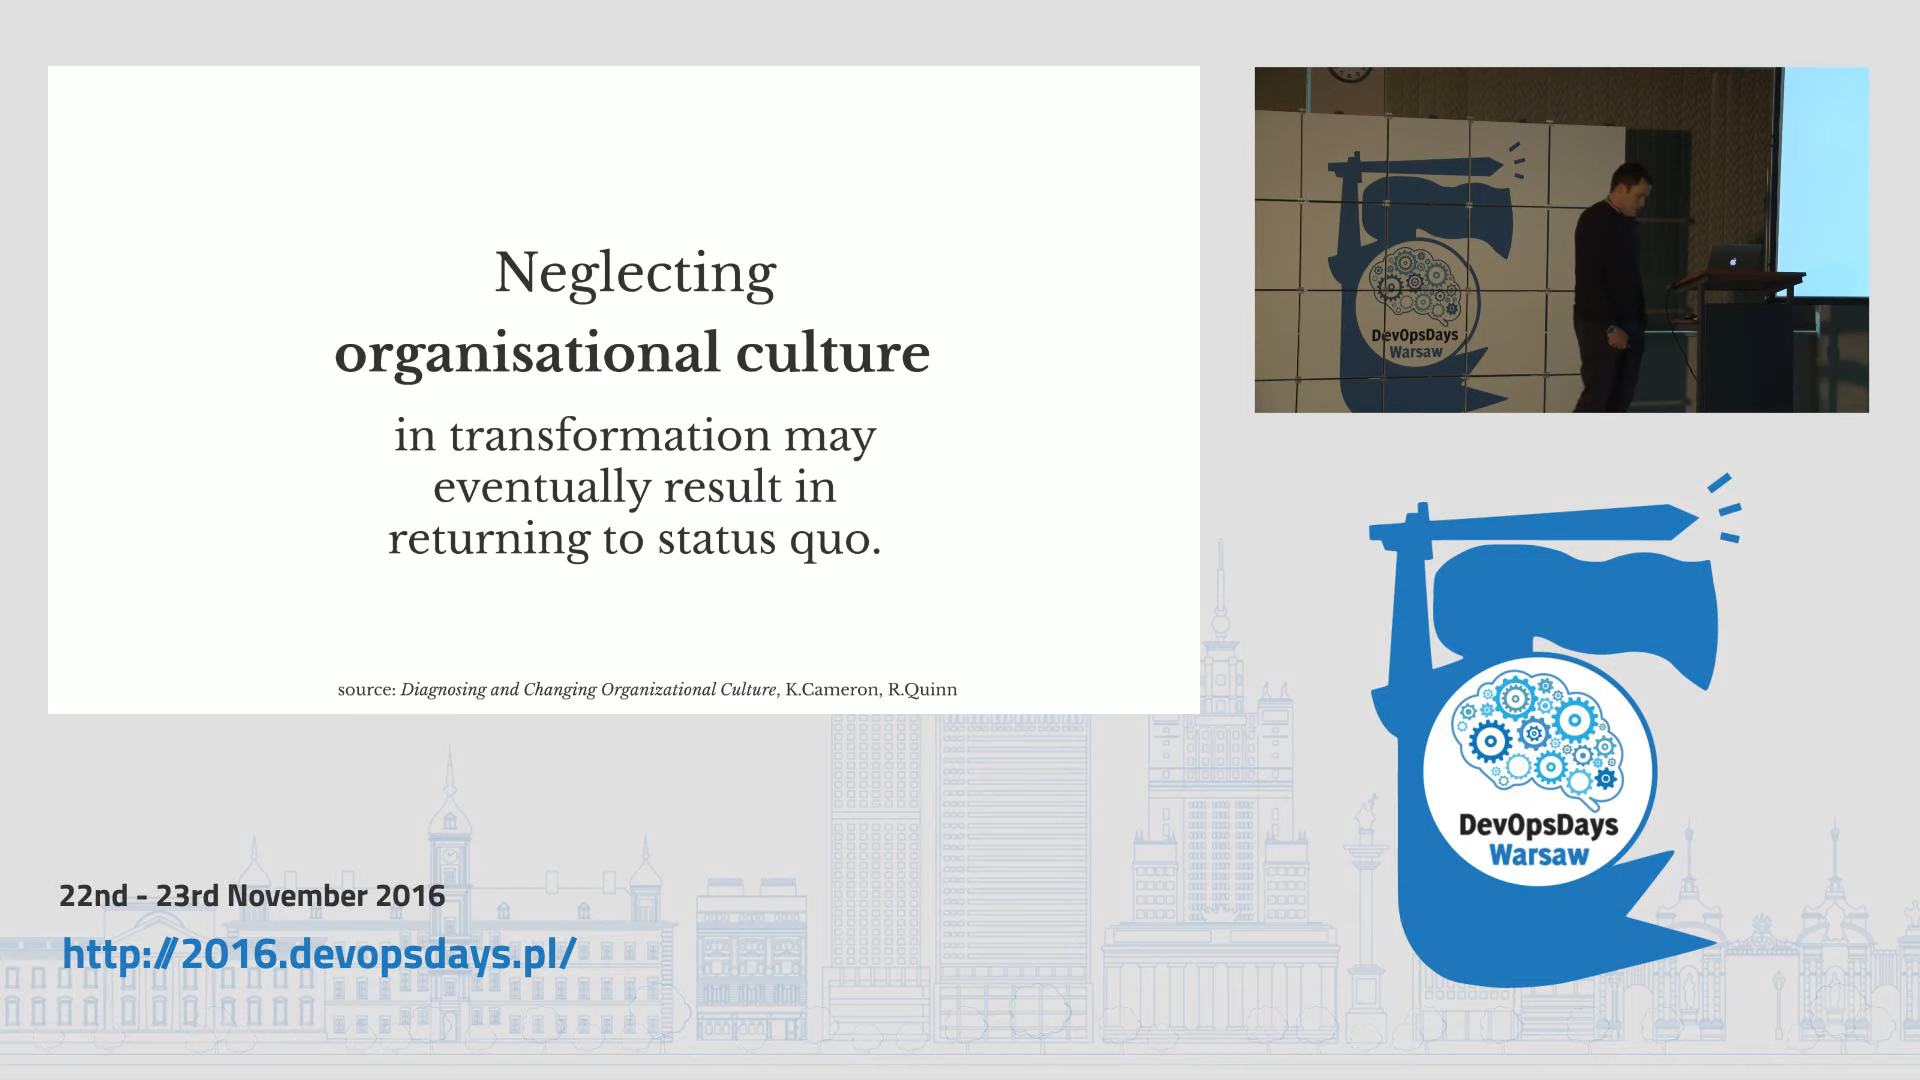 Neglecting
organisational culture
in transformation may
eventually result in
returning to status quo.
source: Diagnosing and Changing Organizational Culture, K.Cameron, R.Quinn
DevOpsDays
Warsaw
DevOpsDays
Warsaw
22nd - 23rd November 2016
http://2016.devopsdays.pl/